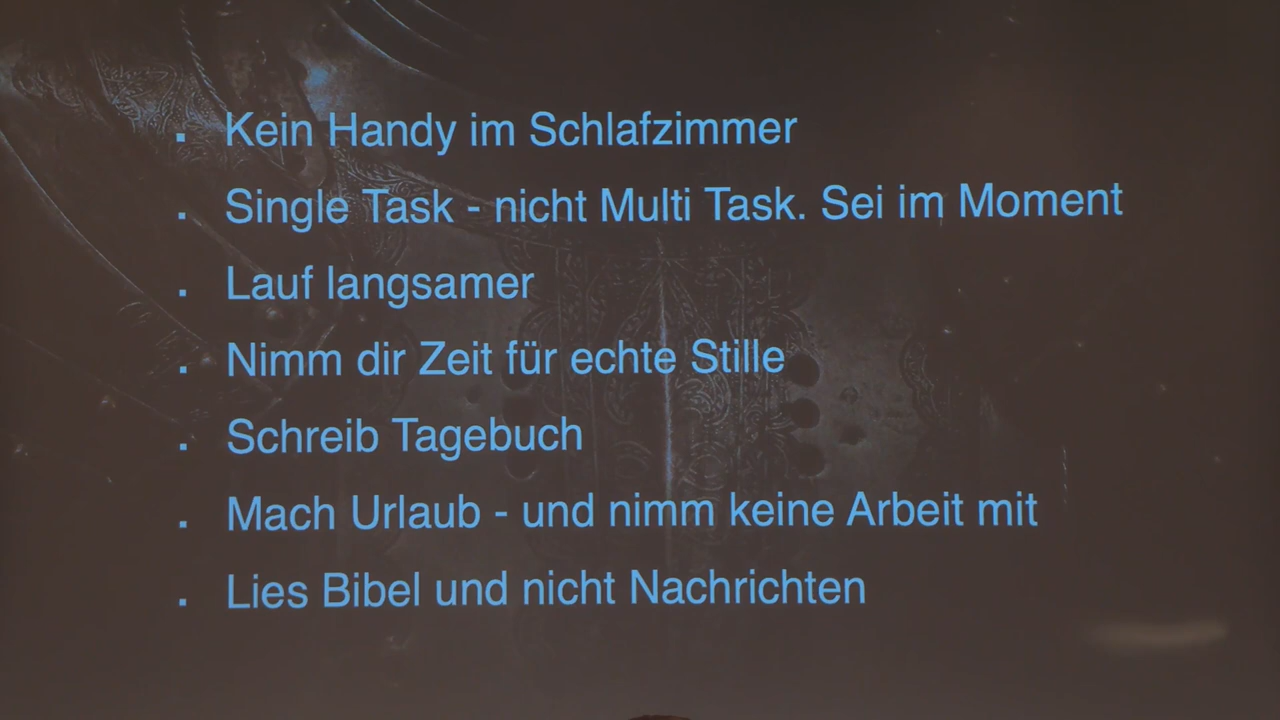 Kein Handy im Schlafzimmer
Single Task - nicht Multi Task. Sei im Moment
Lauf langsamer
Nimm dir Zeit für echte Stille
Schreib Tagebuch
Mach Urlaub - und nimm keine Arbeit mit
Lies Bibel und nicht Nachrichten